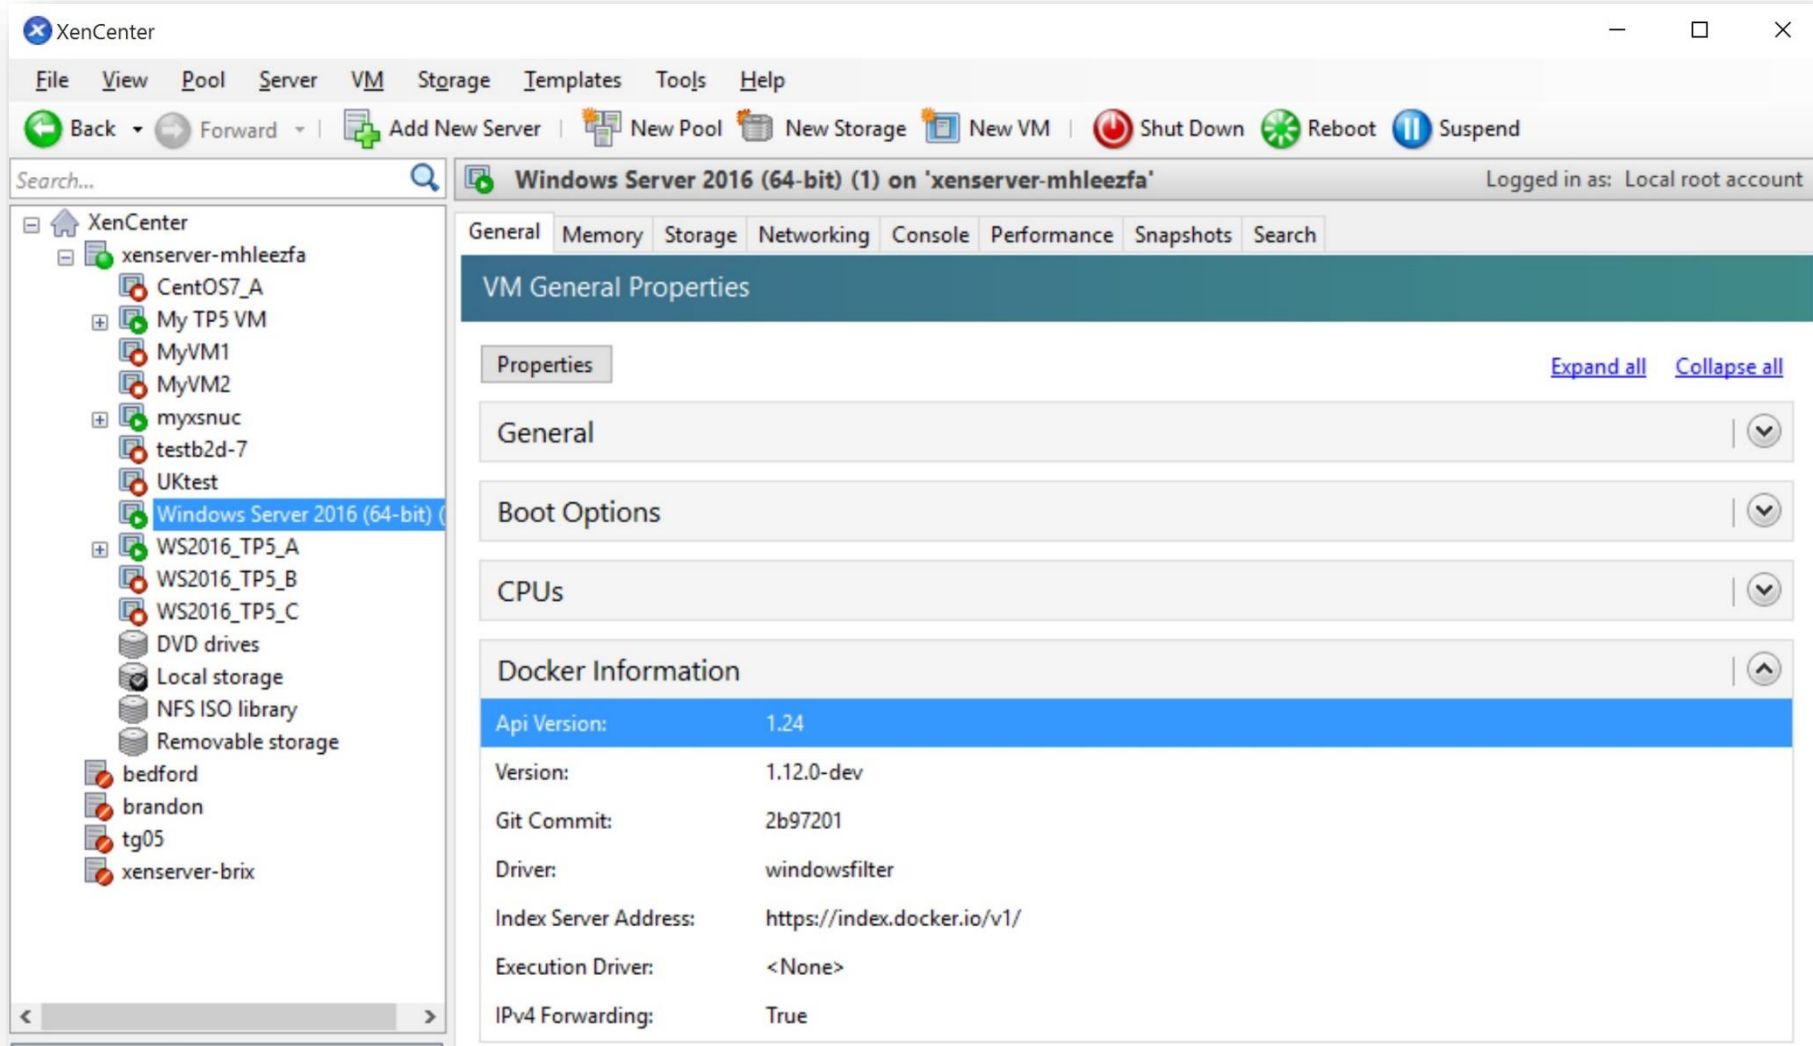 XenCenter
File View Pool Server VM Storage Templates Tools Help
Back Forward Add New Server New Pool New Storage New VM Shut Down Reboot Suspend
Search...
Windows Server 2016 (64-bit) (1) on 'xenserver-mhleezfa' Logged in as: Local root account
XenCenter
xenserver-mhleezfa
CentOS7_A
My TP5 VM
MyVM1
MyVM2
myxsnuc
testb2d-7
UKtest
Windows Server 2016 (64-bit) (
WS2016_TP5_A
WS2016_TP5_B
WS2016_TP5_C
DVD drives
Local storage
NFS ISO library
Removable storage
bedford
brandon
tg05
xenserver-brix
General Memory Storage Networking Console Performance Snapshots Search
VM General Properties
Properties Expand all Collapse all
General
Boot Options
CPUs
Docker Information
Api Version: 1.24
Version: 1.12.0-dev
Git Commit: 2b97201
Driver: windowsfilter
Index Server Address: https://index.docker.io/v1/
Execution Driver: <None>
IPv4 Forwarding: True